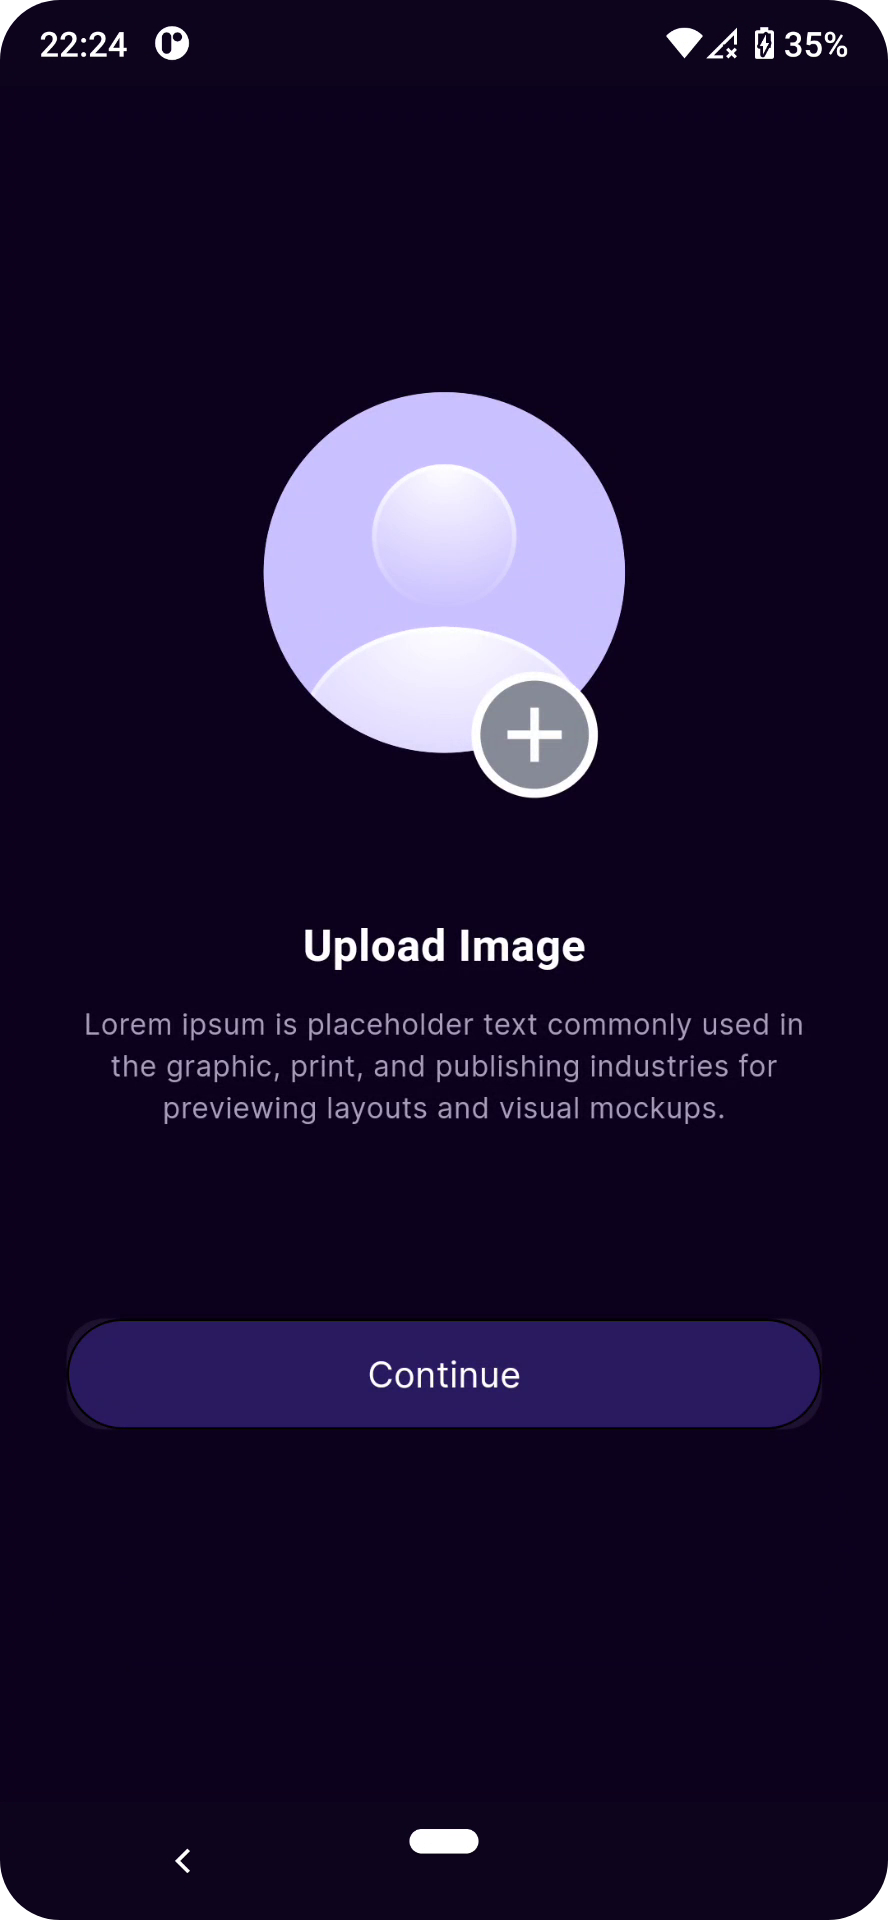 22:24 35%
Upload Image
Lorem ipsum is placeholder text commonly used in
the graphic, print, and publishing industries for
previewing layouts and visual mockups.
Continue